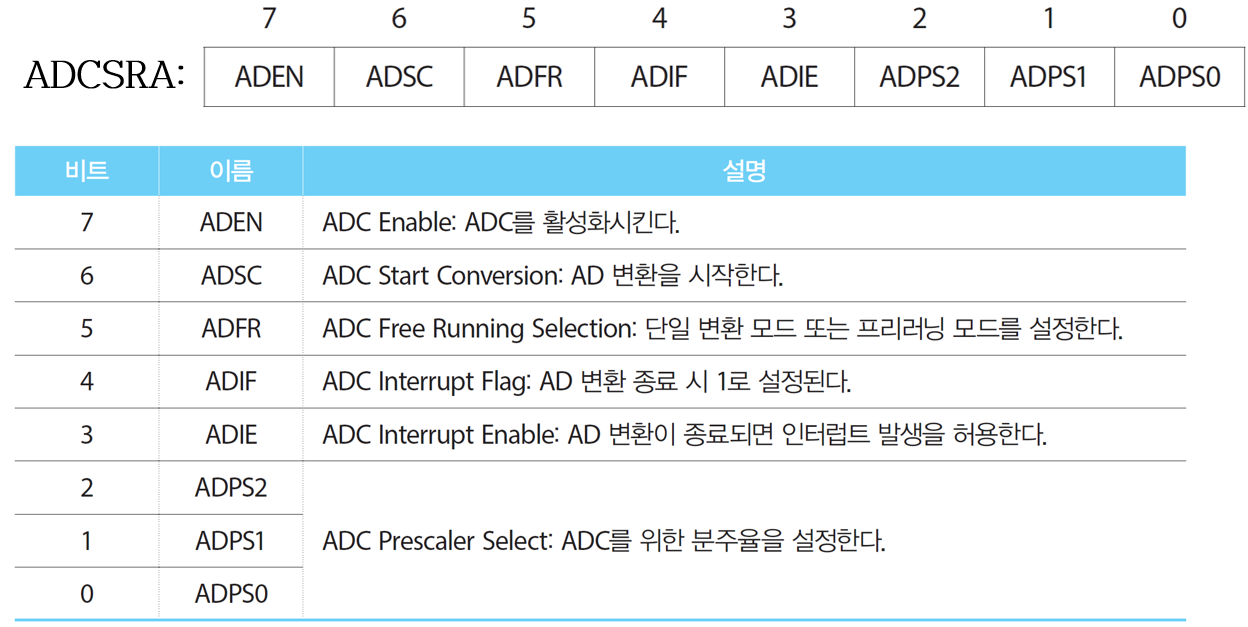 7 6 5 4 3 2 1 0
ADCSRA: ADEN ADSC ADFR ADIF ADIE ADPS2 ADPS1 ADPS0
비트 이름 설명
7 ADEN ADC Enable: ADC를 활성화시킨다.
6 ADSC ADC Start Conversion: AD 변환을 시작한다.
5 ADFR ADC Free Running Selection: 단일 변환 모드 또는 프리러닝 모드를 설정한다.
4 ADIF ADC Interrupt Flag: AD 변환 종료 시 1로 설정된다.
3 ADIE ADC Interrupt Enable: AD 변환이 종료되면 인터럽트 발생을 허용한다.
2 ADPS2
1 ADPS1 ADC Prescaler Select: ADC를 위한 분주율을 설정한다.
0 ADPS0